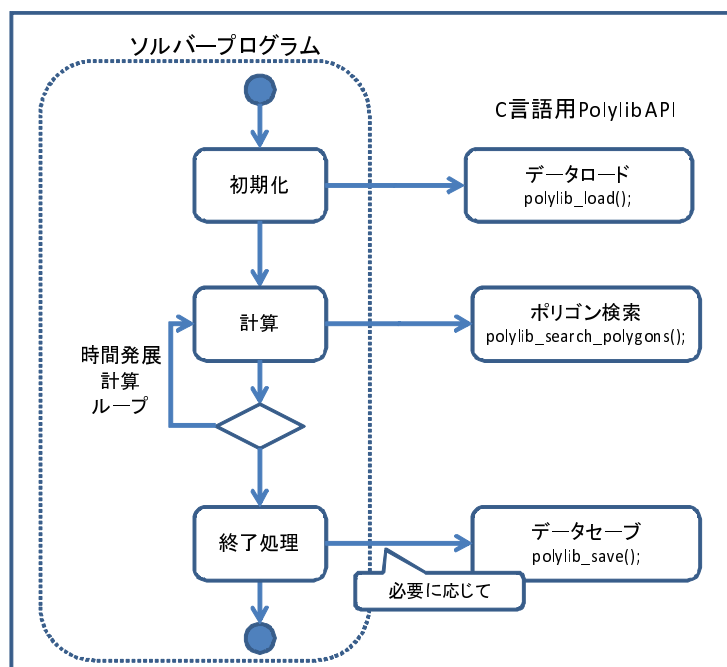 ソルバープログラム
C言語用PolylibAPI
初期化
データロード
polylib_load();
計算
ポリゴン検索
polylib_search_polygons();
時間発展
計算
ループ
終了処理
データセーブ
polylib_save();
必要に応じて